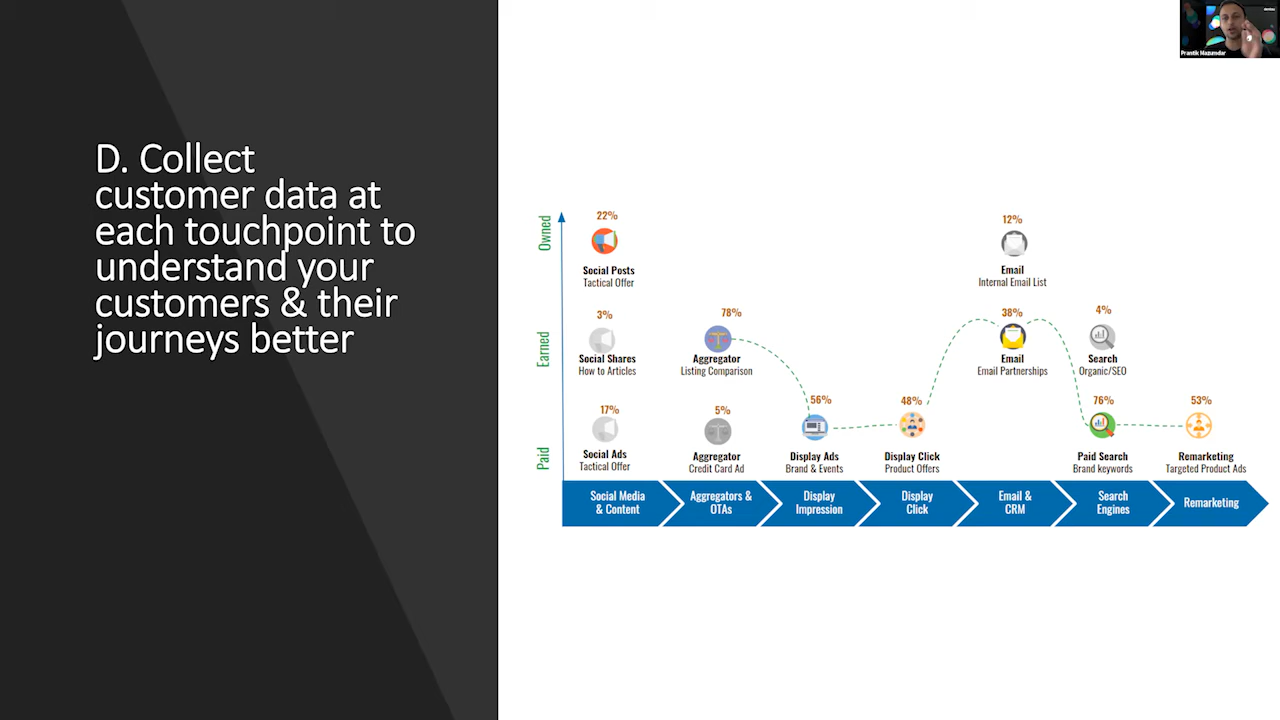 D. Collect
customer data at
each touchpoint to
understand your
customers & their
journeys better
Prantik Mazumdar
Owned
Earned
Paid
22%
Social Posts
Tactical Offer
12%
Email
Internal Email List
3%
Social Shares
How to Articles
78%
Aggregator
Listing Comparison
38%
Email
Email Partnerships
4%
Search
Organic/SEO
17%
Social Ads
Tactical Offer
5%
Aggregator
Credit Card Ad
56%
Display Ads
Brand & Events
48%
Display Click
Product Offers
76%
Paid Search
Brand keywords
53%
Remarketing
Targeted Product Ads
Social Media
& Content
Aggregators &
OTAs
Display
Impression
Display
Click
Email &
CRM
Search
Engines
Remarketing